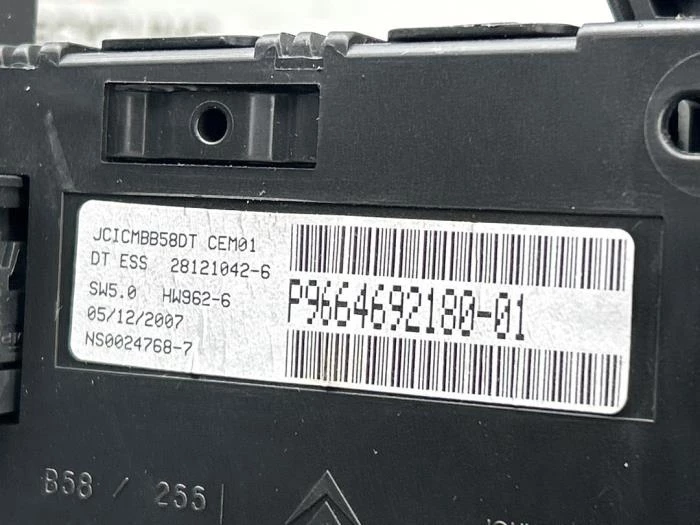 JCICMBB58DT CEM01
DT ESS 28121042-6
SW5.0 HW962-6
05/12/2007
NS0024768-7
P9664692180-01
B58 / 255